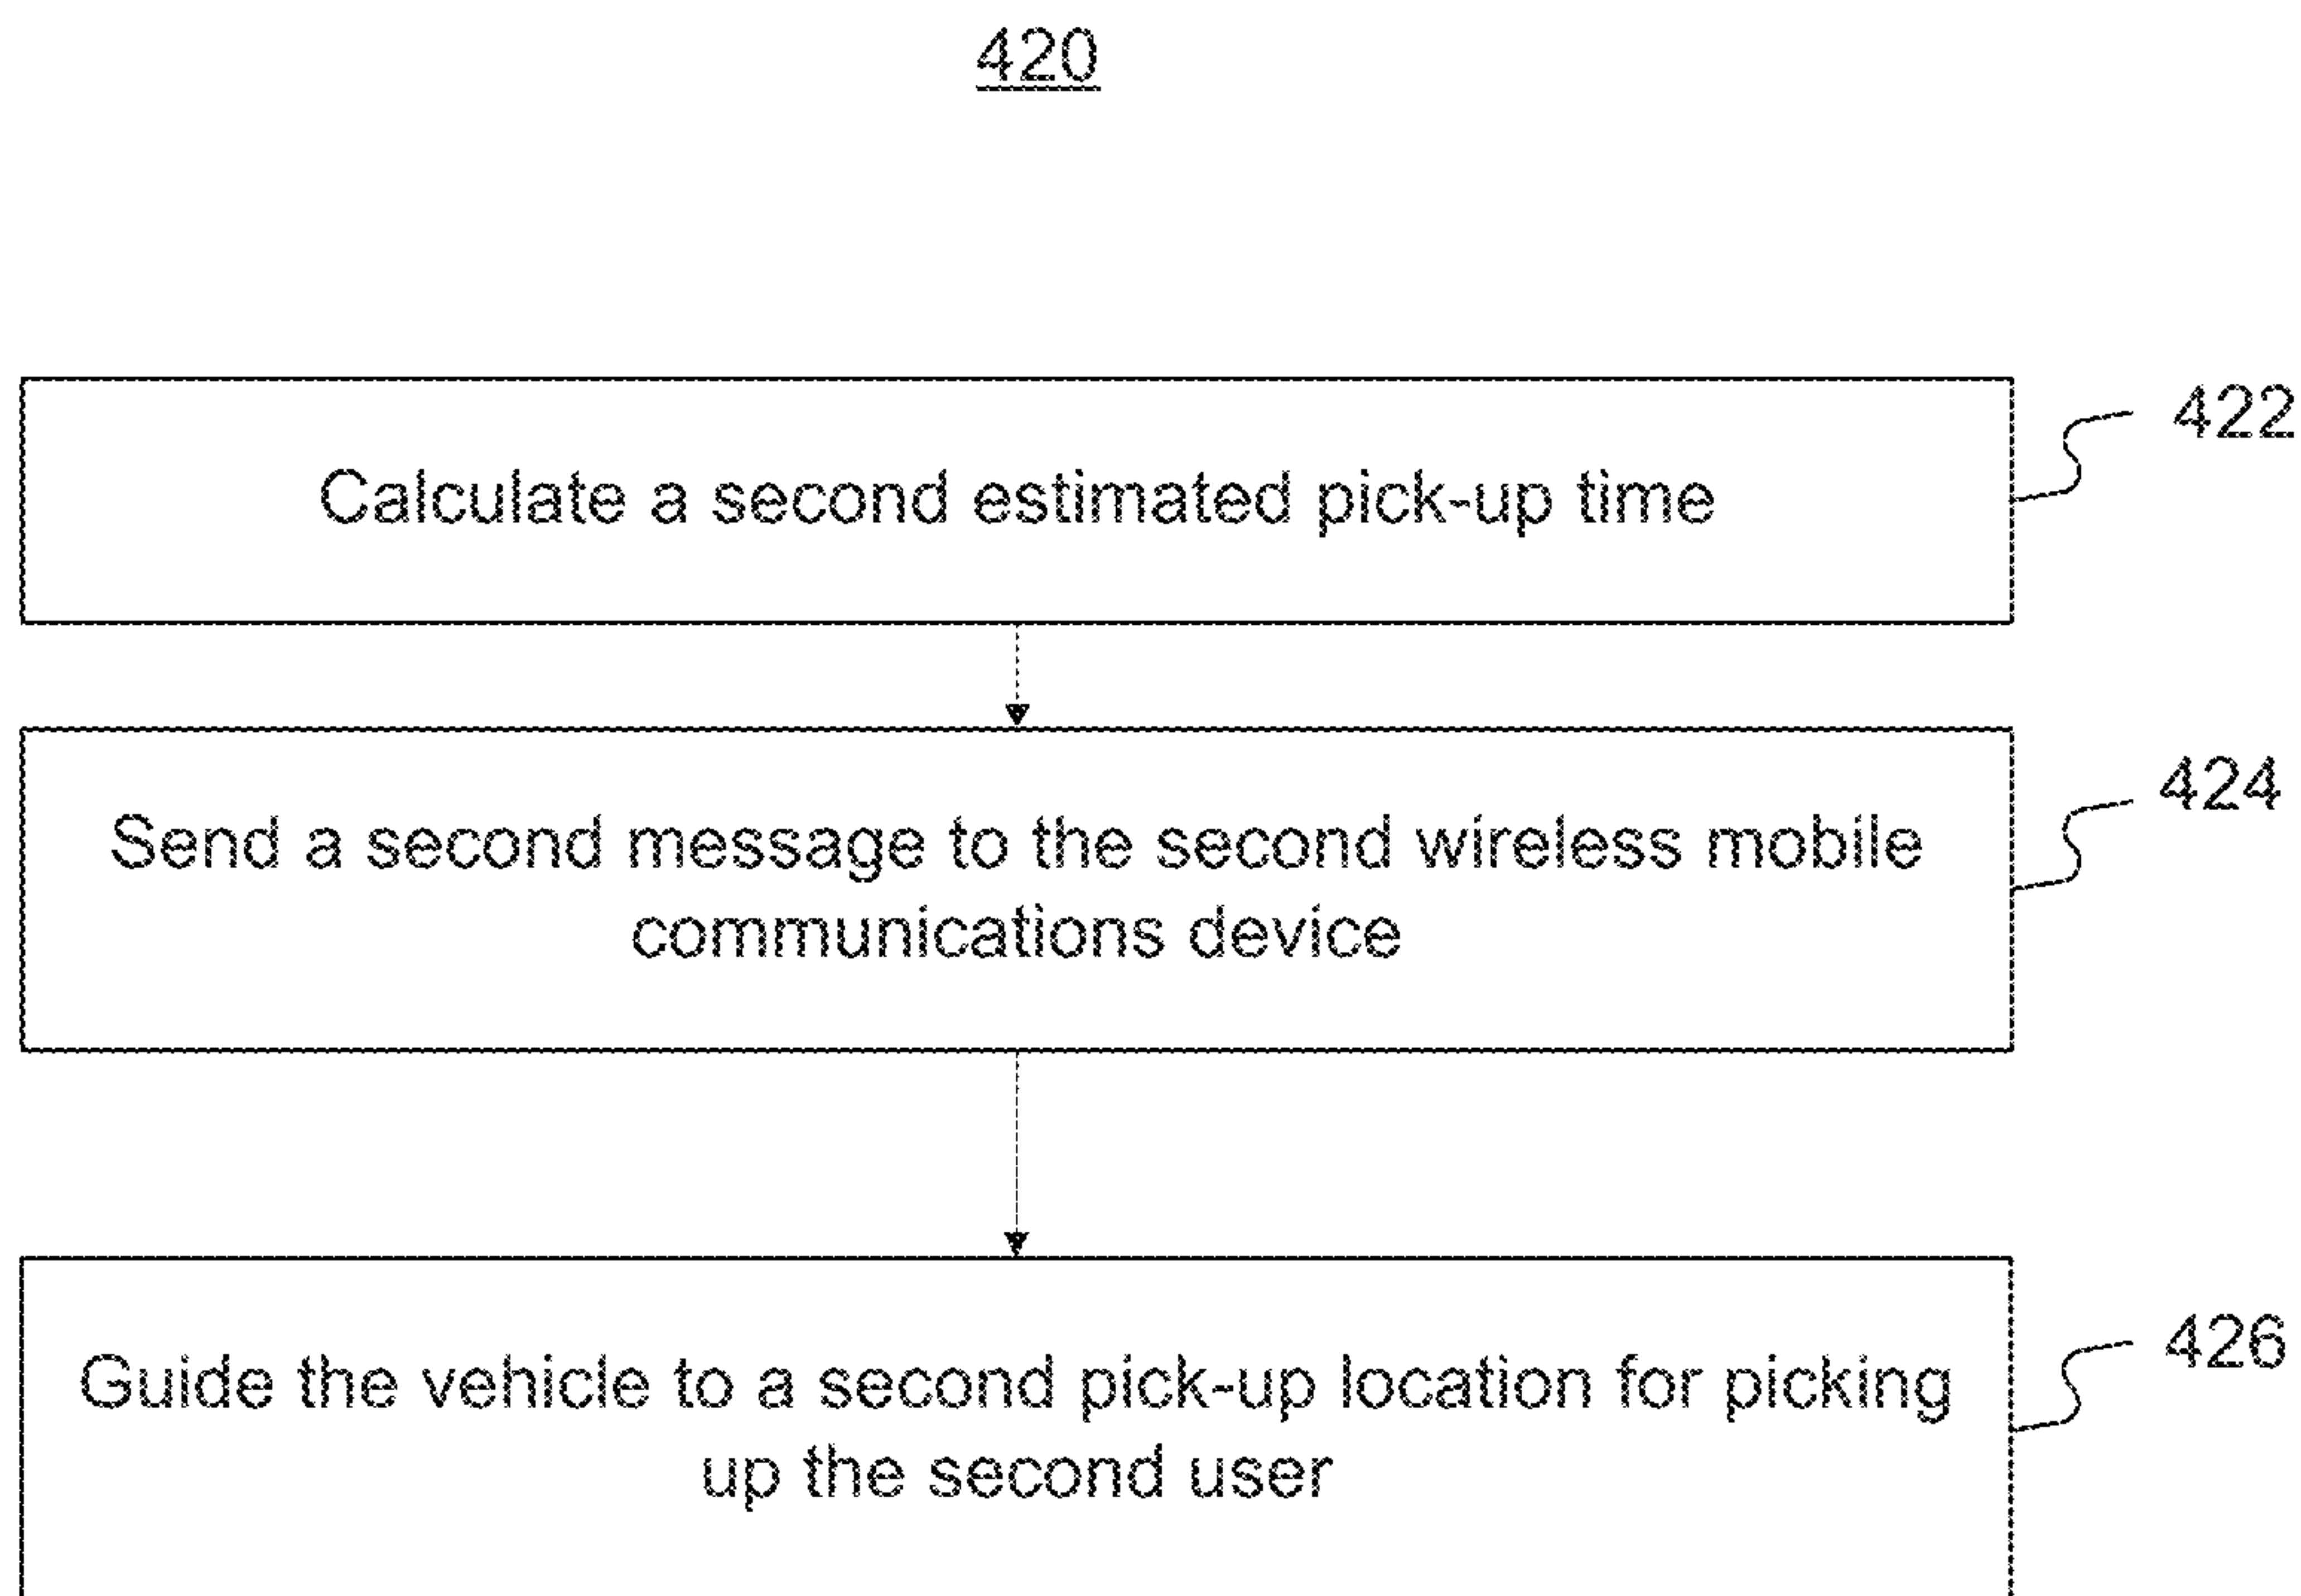 420
Calculate a second estimated pick-up time
422
Send a second message to the second wireless mobile
communications device
424
Guide the vehicle to a second pick-up location for picking
up the second user
426